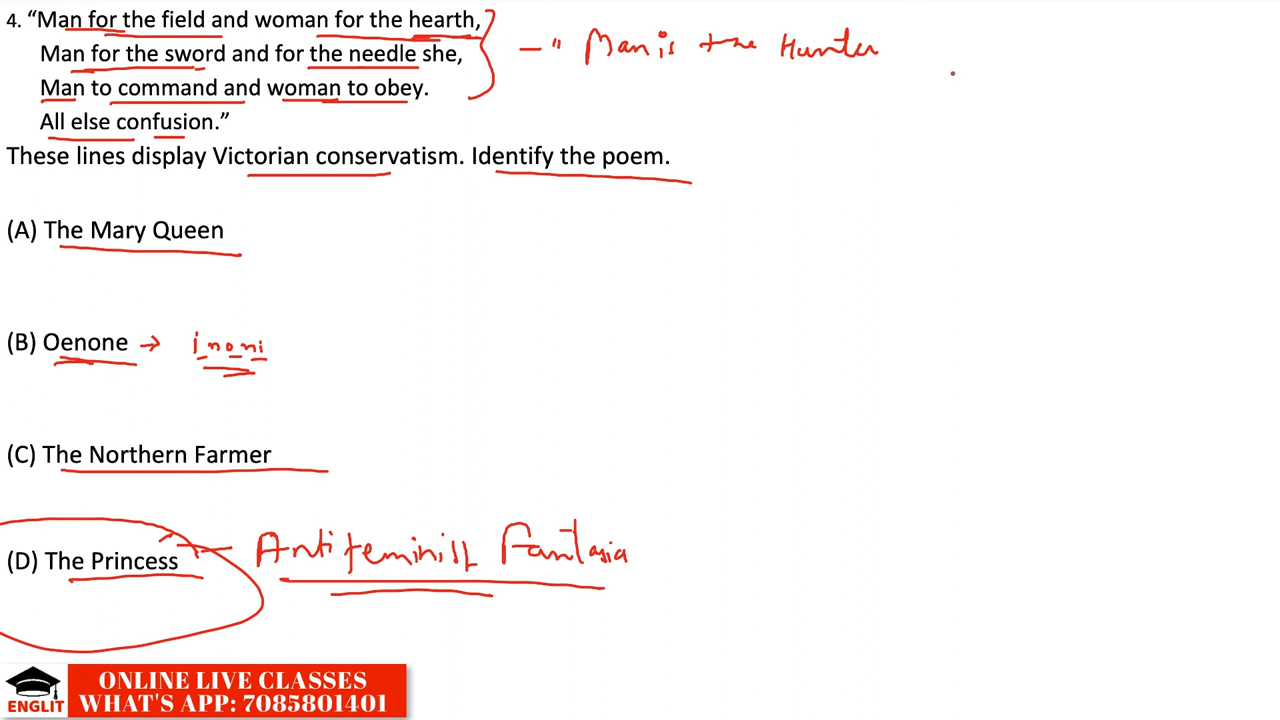 4. “Man for the field and woman for the hearth,
Man for the sword and for the needle she,
Man to command and woman to obey.
All else confusion.”
– " Man is the Hunter
These lines display Victorian conservatism. Identify the poem.
(A) The Mary Queen
(B) Oenone → inoni
(C) The Northern Farmer
(D) The Princess – Antifeminist Fantasia
ENGLIT
ONLINE LIVE CLASSES
WHAT'S APP: 7085801401